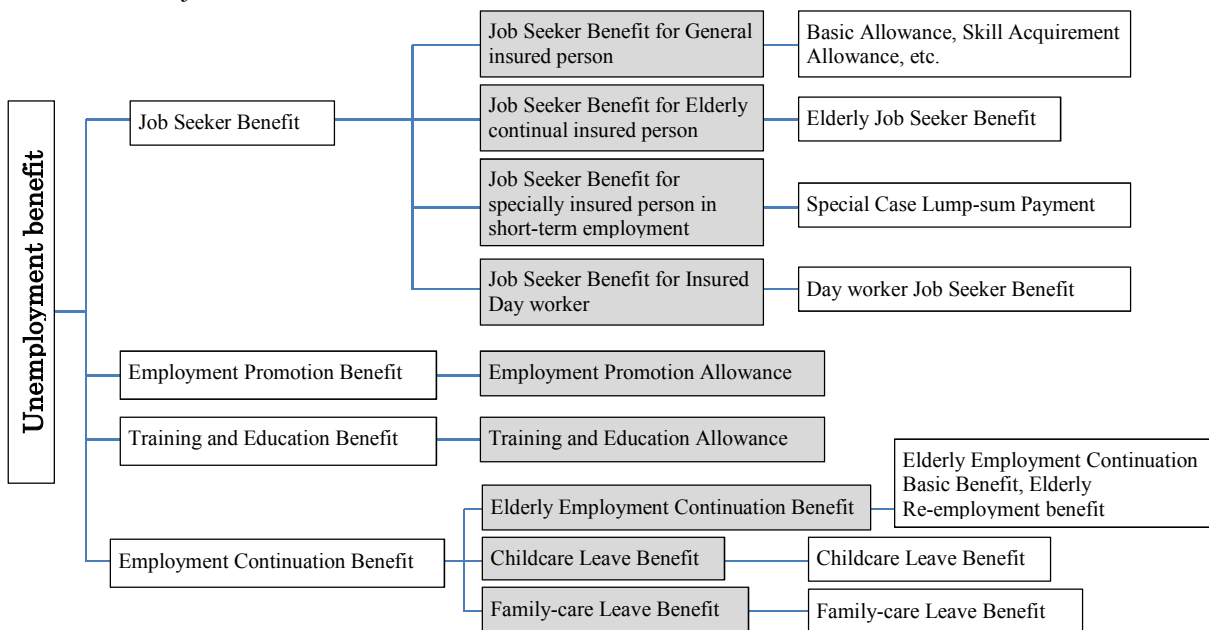 Unemployment benefit
Job Seeker Benefit
Job Seeker Benefit for General
insured person
Basic Allowance, Skill Acquirement
Allowance, etc.
Job Seeker Benefit for Elderly
continual insured person
Elderly Job Seeker Benefit
Job Seeker Benefit for
specially insured person in
short-term employment
Special Case Lump-sum Payment
Job Seeker Benefit for Insured
Day worker
Day worker Job Seeker Benefit
Employment Promotion Benefit
Employment Promotion Allowance
Training and Education Benefit
Training and Education Allowance
Employment Continuation Benefit
Elderly Employment Continuation Benefit
Elderly Employment Continuation
Basic Benefit, Elderly
Re-employment benefit
Childcare Leave Benefit
Childcare Leave Benefit
Family-care Leave Benefit
Family-care Leave Benefit